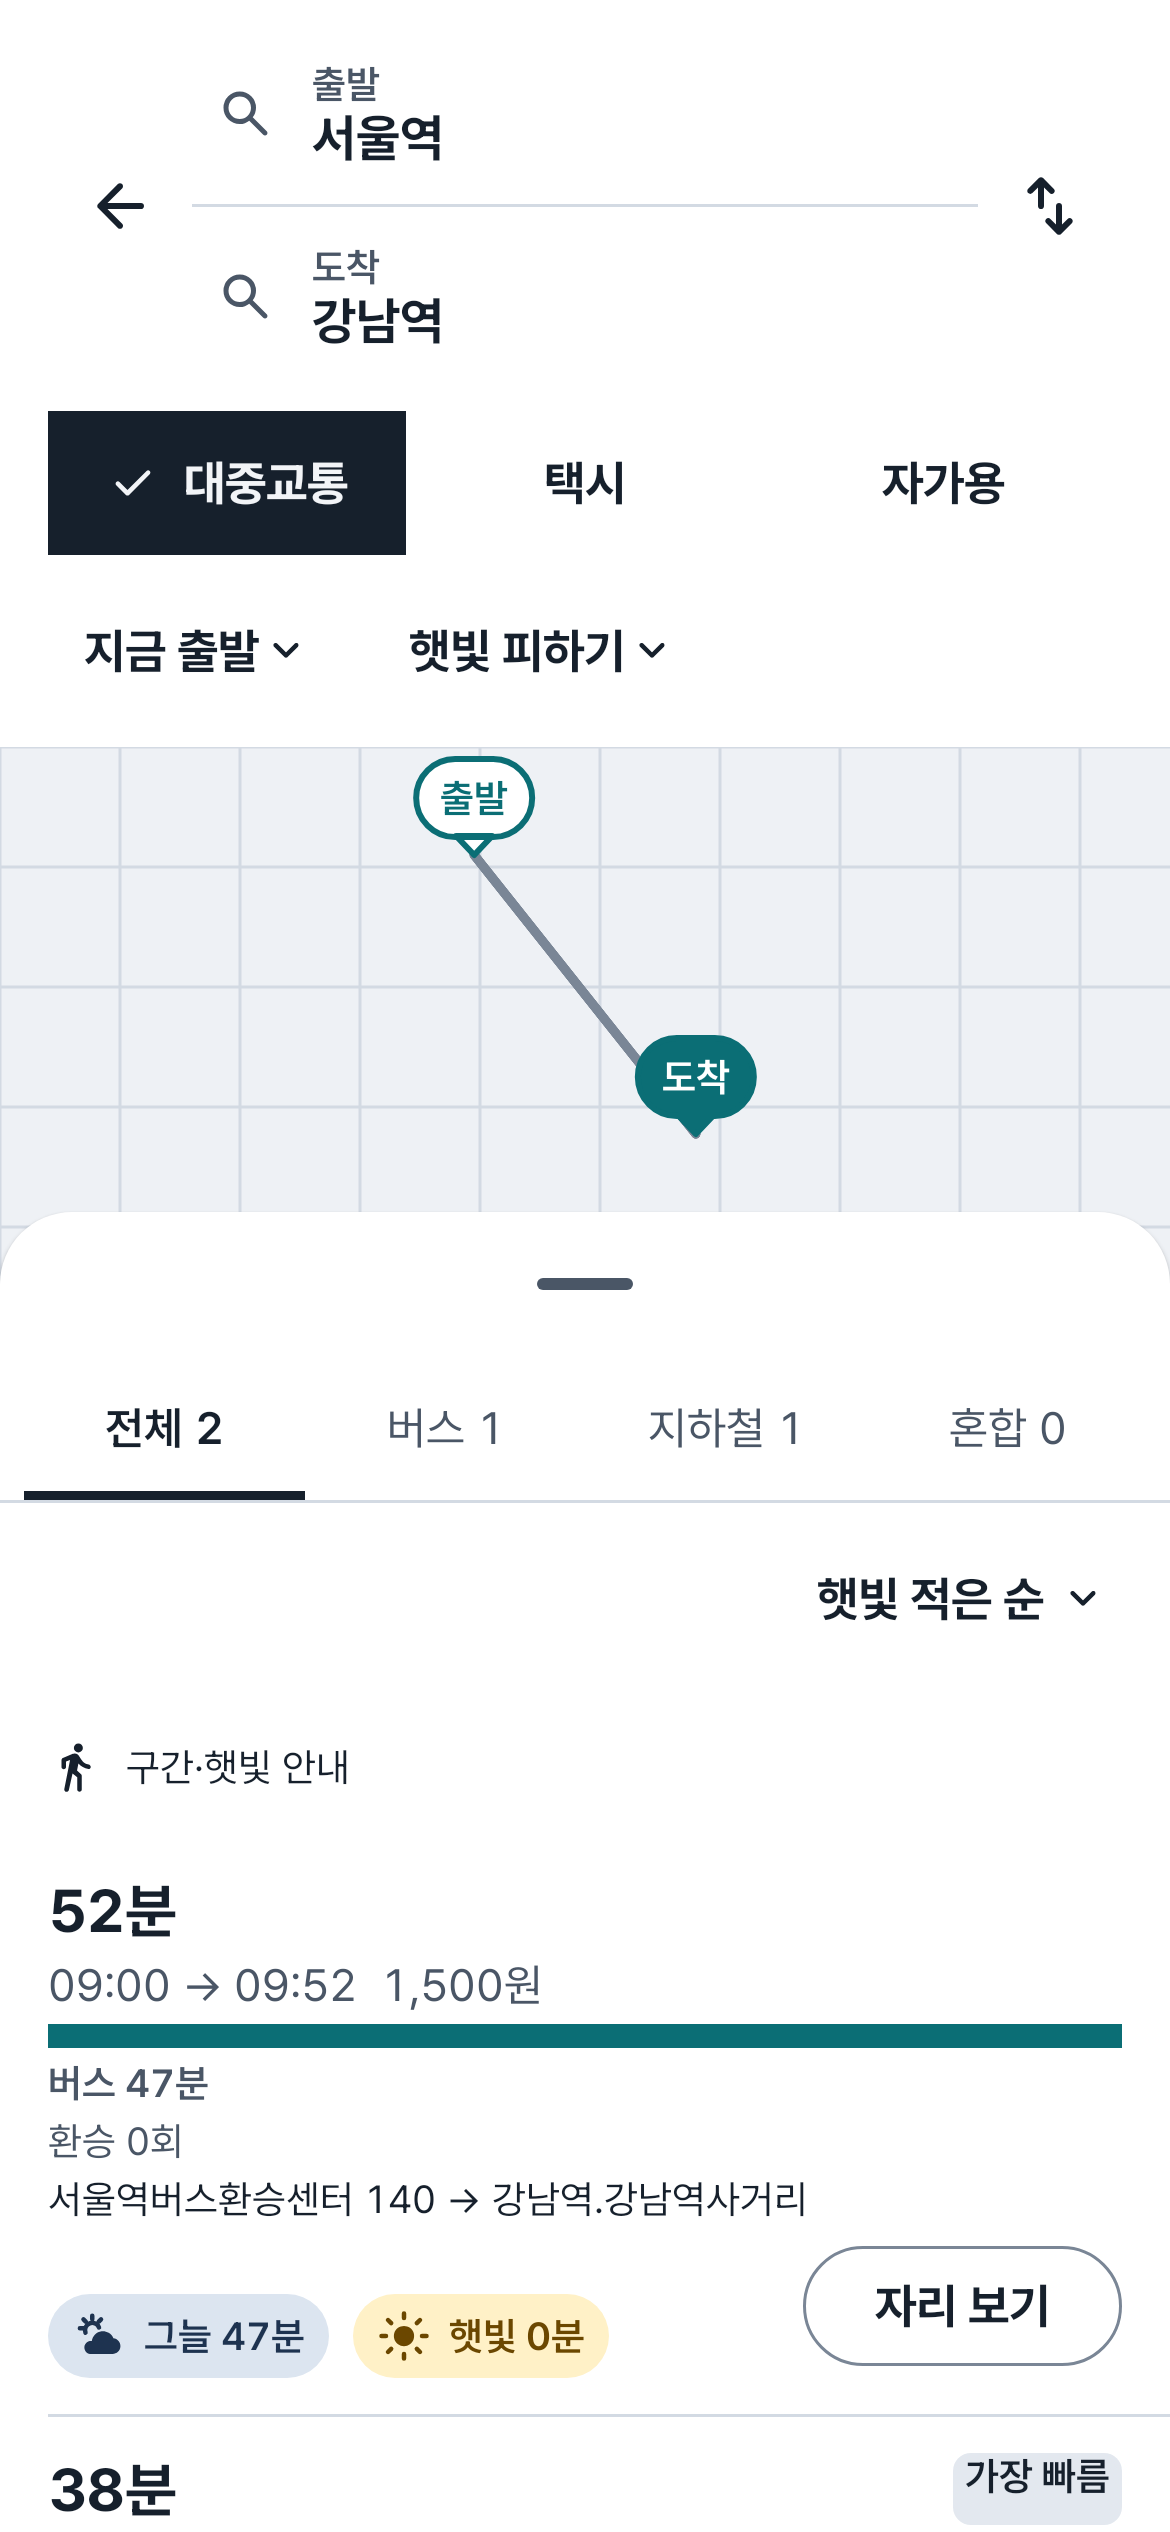 출발
서울역
도착
강남역
대중교통 택시 자가용
지금 출발 햇빛 피하기
출발
도착
전체 2 버스 1 지하철 1 혼합 0
햇빛 적은 순
구간·햇빛 안내
52분
09:00 → 09:52 1,500원
버스 47분
환승 0회
서울역버스환승센터 140 → 강남역.강남역사거리
자리 보기
그늘 47분 햇빛 0분
38분 가장 빠름